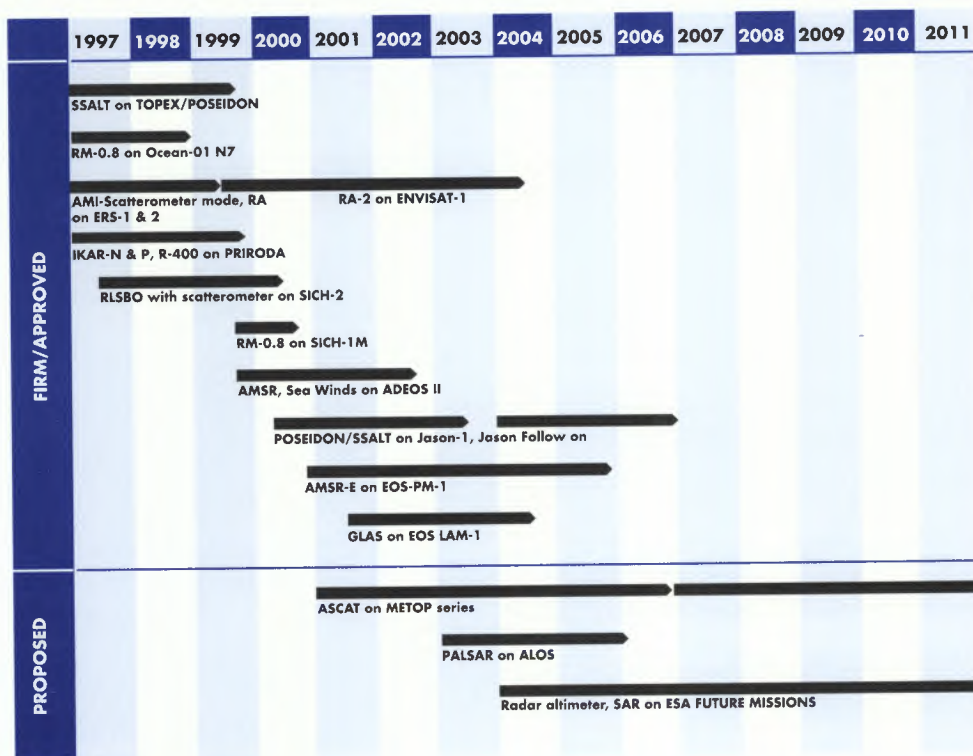 1997 1998 1999 2000 2001 2002 2003 2004 2005 2006 2007 2008 2009 2010 2011
FIRM/APPROVED
SSALT on TOPEX/POSEIDON
RM-0.8 on Ocean-01 N7
AMI-Scatterometer mode, RA
on ERS-1 & 2
RA-2 on ENVISAT-1
IKAR-N & P, R-400 on PRIRODA
RLSBO with scatterometer on SICH-2
RM-0.8 on SICH-1M
AMSR, Sea Winds on ADEOS II
POSEIDON/SSALT on Jason-1, Jason Follow on
AMSR-E on EOS-PM-1
GLAS on EOS LAM-1
PROPOSED
ASCAT on METOP series
PALSAR on ALOS
Radar altimeter, SAR on ESA FUTURE MISSIONS